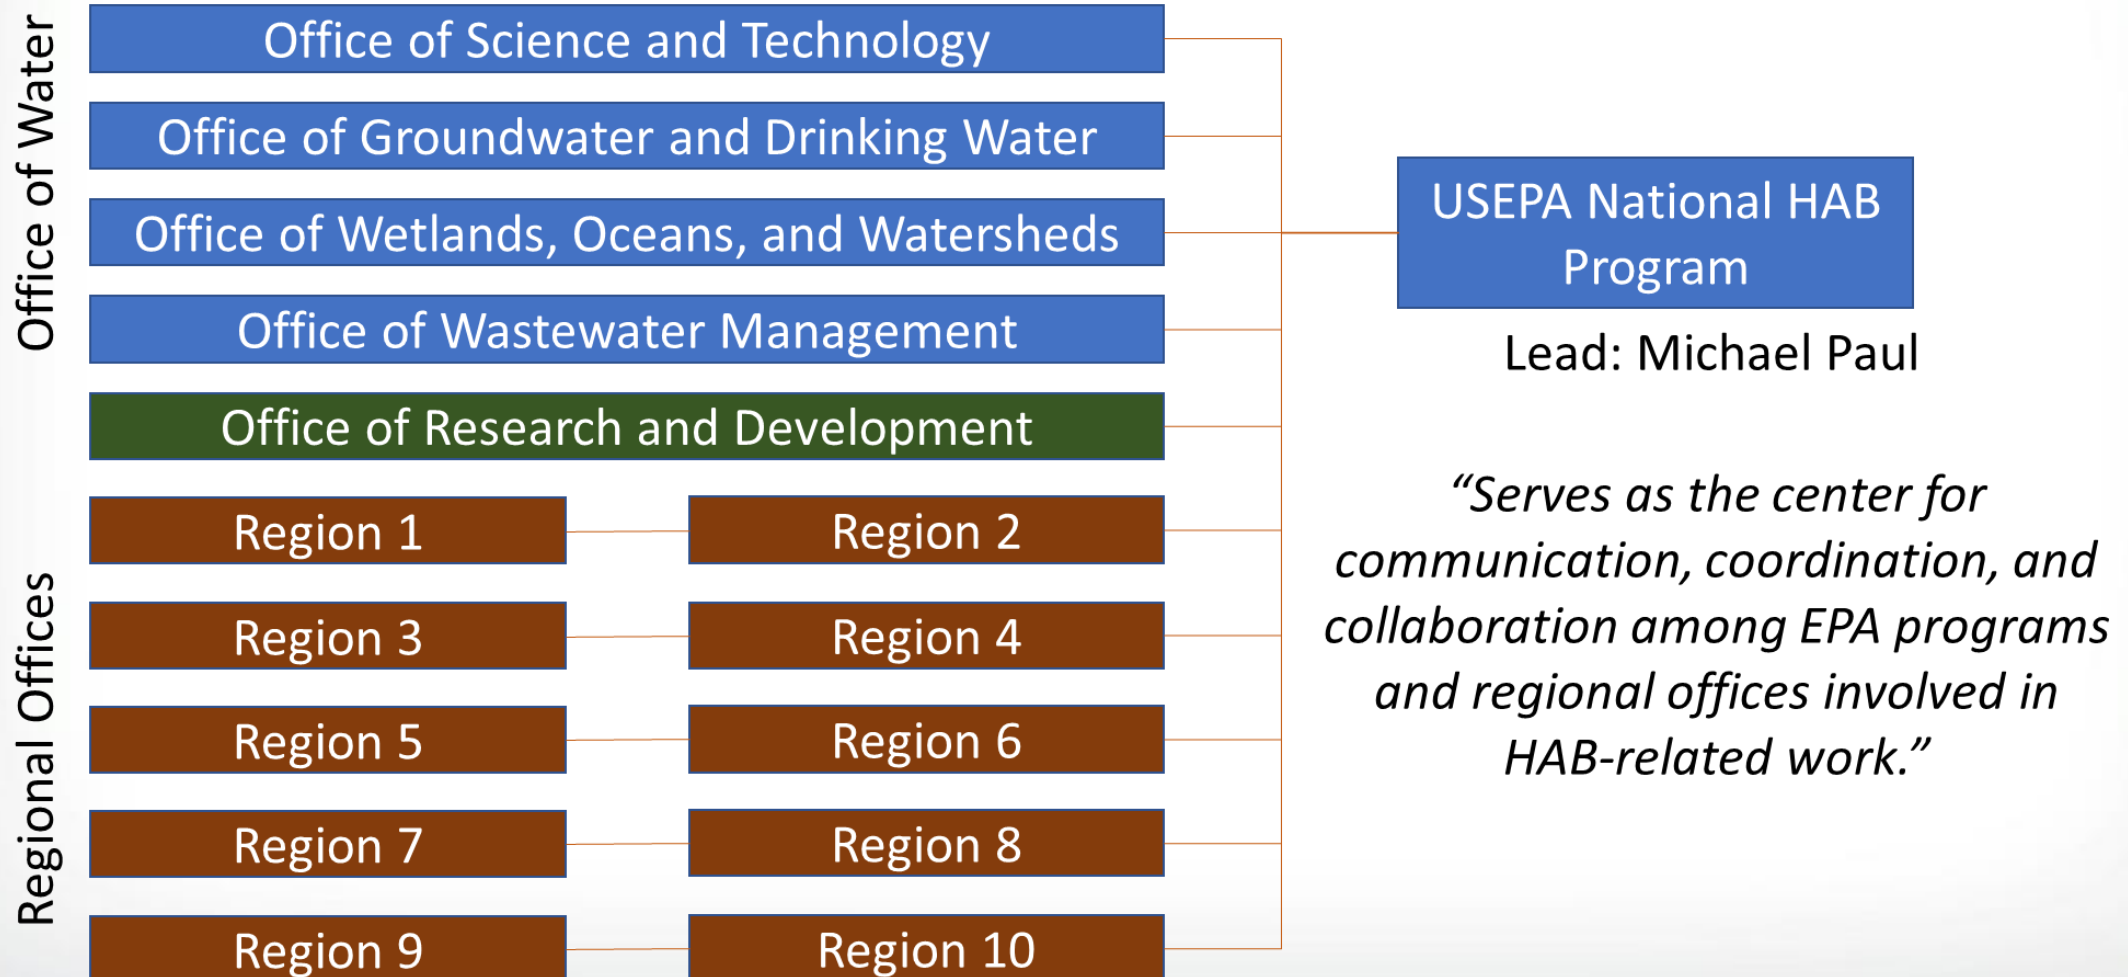 Office of Water
Office of Science and Technology
Office of Groundwater and Drinking Water
Office of Wetlands, Oceans, and Watersheds
Office of Wastewater Management
Office of Research and Development
Regional Offices
Region 1
Region 2
Region 3
Region 4
Region 5
Region 6
Region 7
Region 8
Region 9
Region 10
USEPA National HAB
Program
Lead: Michael Paul
“Serves as the center for
communication, coordination, and
collaboration among EPA programs
and regional offices involved in
HAB-related work.”